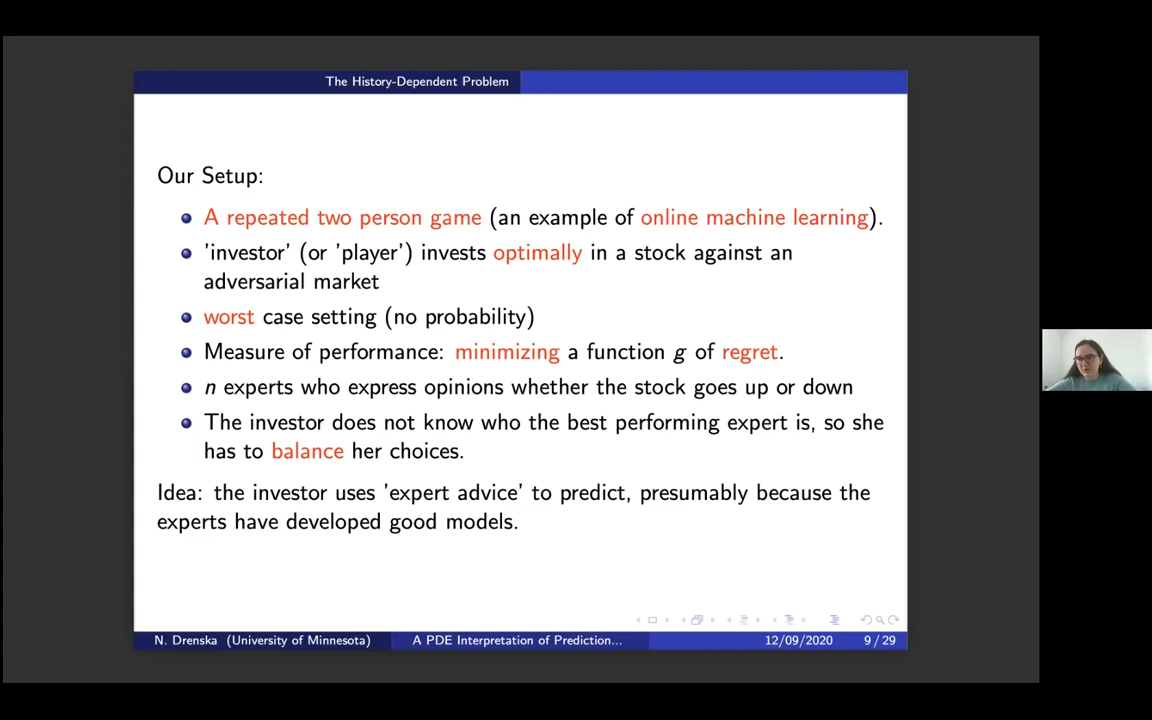 The History-Dependent Problem
Our Setup:
A repeated two person game (an example of online machine learning).
'investor' (or 'player') invests optimally in a stock against an
adversarial market
worst case setting (no probability)
Measure of performance: minimizing a function g of regret.
n experts who express opinions whether the stock goes up or down
The investor does not know who the best performing expert is, so she
has to balance her choices.
Idea: the investor uses 'expert advice' to predict, presumably because the
experts have developed good models.
N. Drenska (University of Minnesota) A PDE Interpretation of Prediction... 12/09/2020 9 / 29